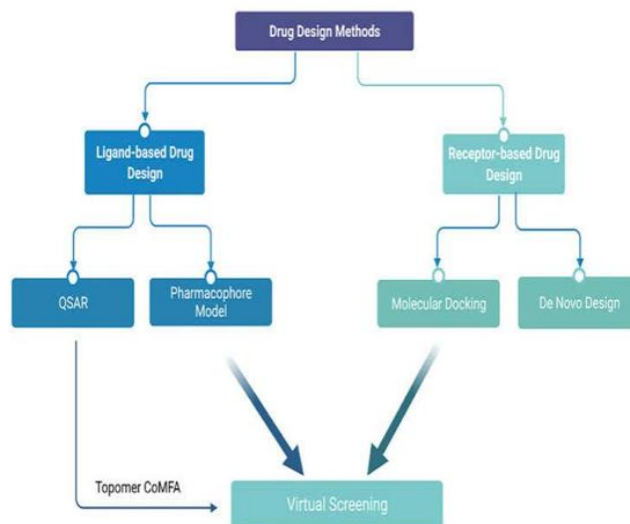 Drug Design Methods
Ligand-based Drug
Design
Receptor-based Drug
Design
QSAR
Pharmacophore
Model
Molecular Docking
De Novo Design
Topomer CoMFA
Virtual Screening